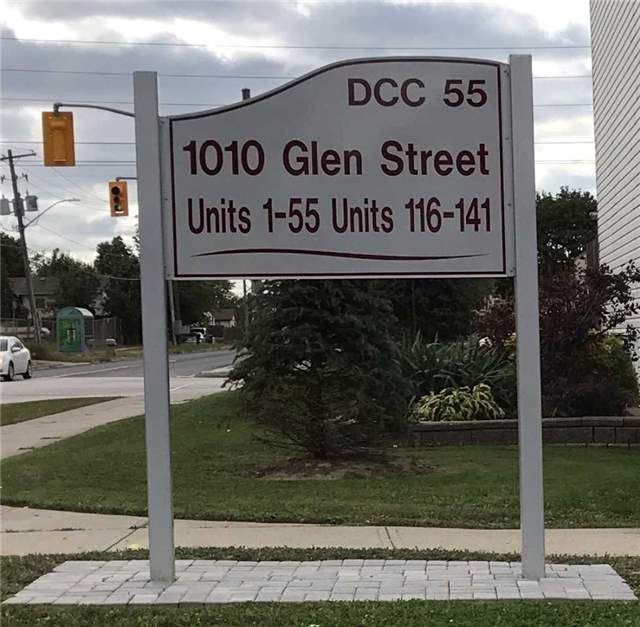 DCC 55
1010 Glen Street
Units 1-55 Units 116-141